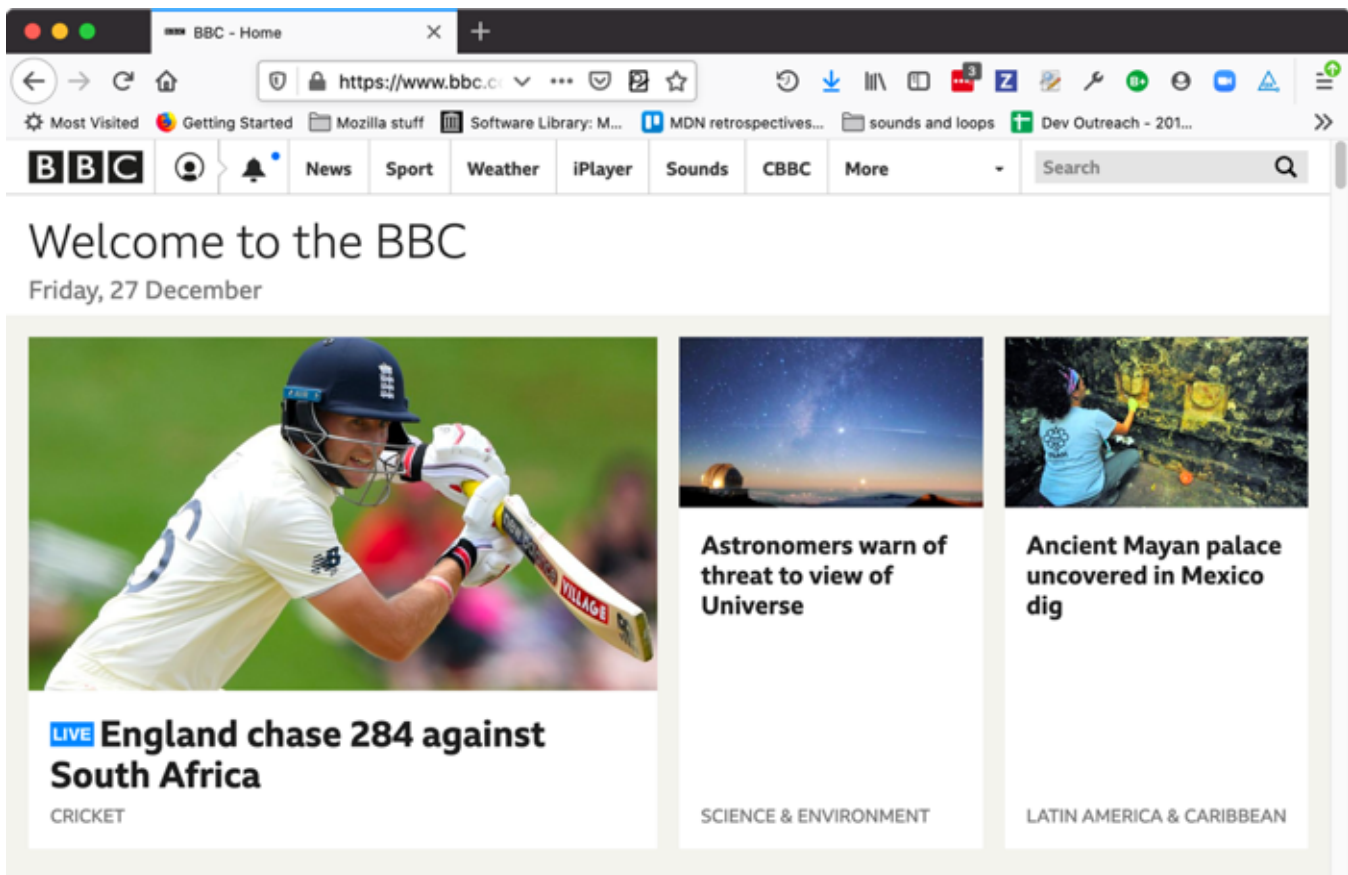 BBC - Home
https://www.bbc.c
3
Most Visited
Getting Started
Mozilla stuff
Software Library: M...
MDN retrospectives...
sounds and loops
Dev Outreach - 201...
BBC
News
Sport
Weather
iPlayer
Sounds
CBBC
More
Search
Welcome to the BBC
Friday, 27 December
VILLAGE
LIVE England chase 284 against
South Africa
CRICKET
Astronomers warn of
threat to view of
Universe
SCIENCE & ENVIRONMENT
Ancient Mayan palace
uncovered in Mexico
dig
LATIN AMERICA & CARIBBEAN